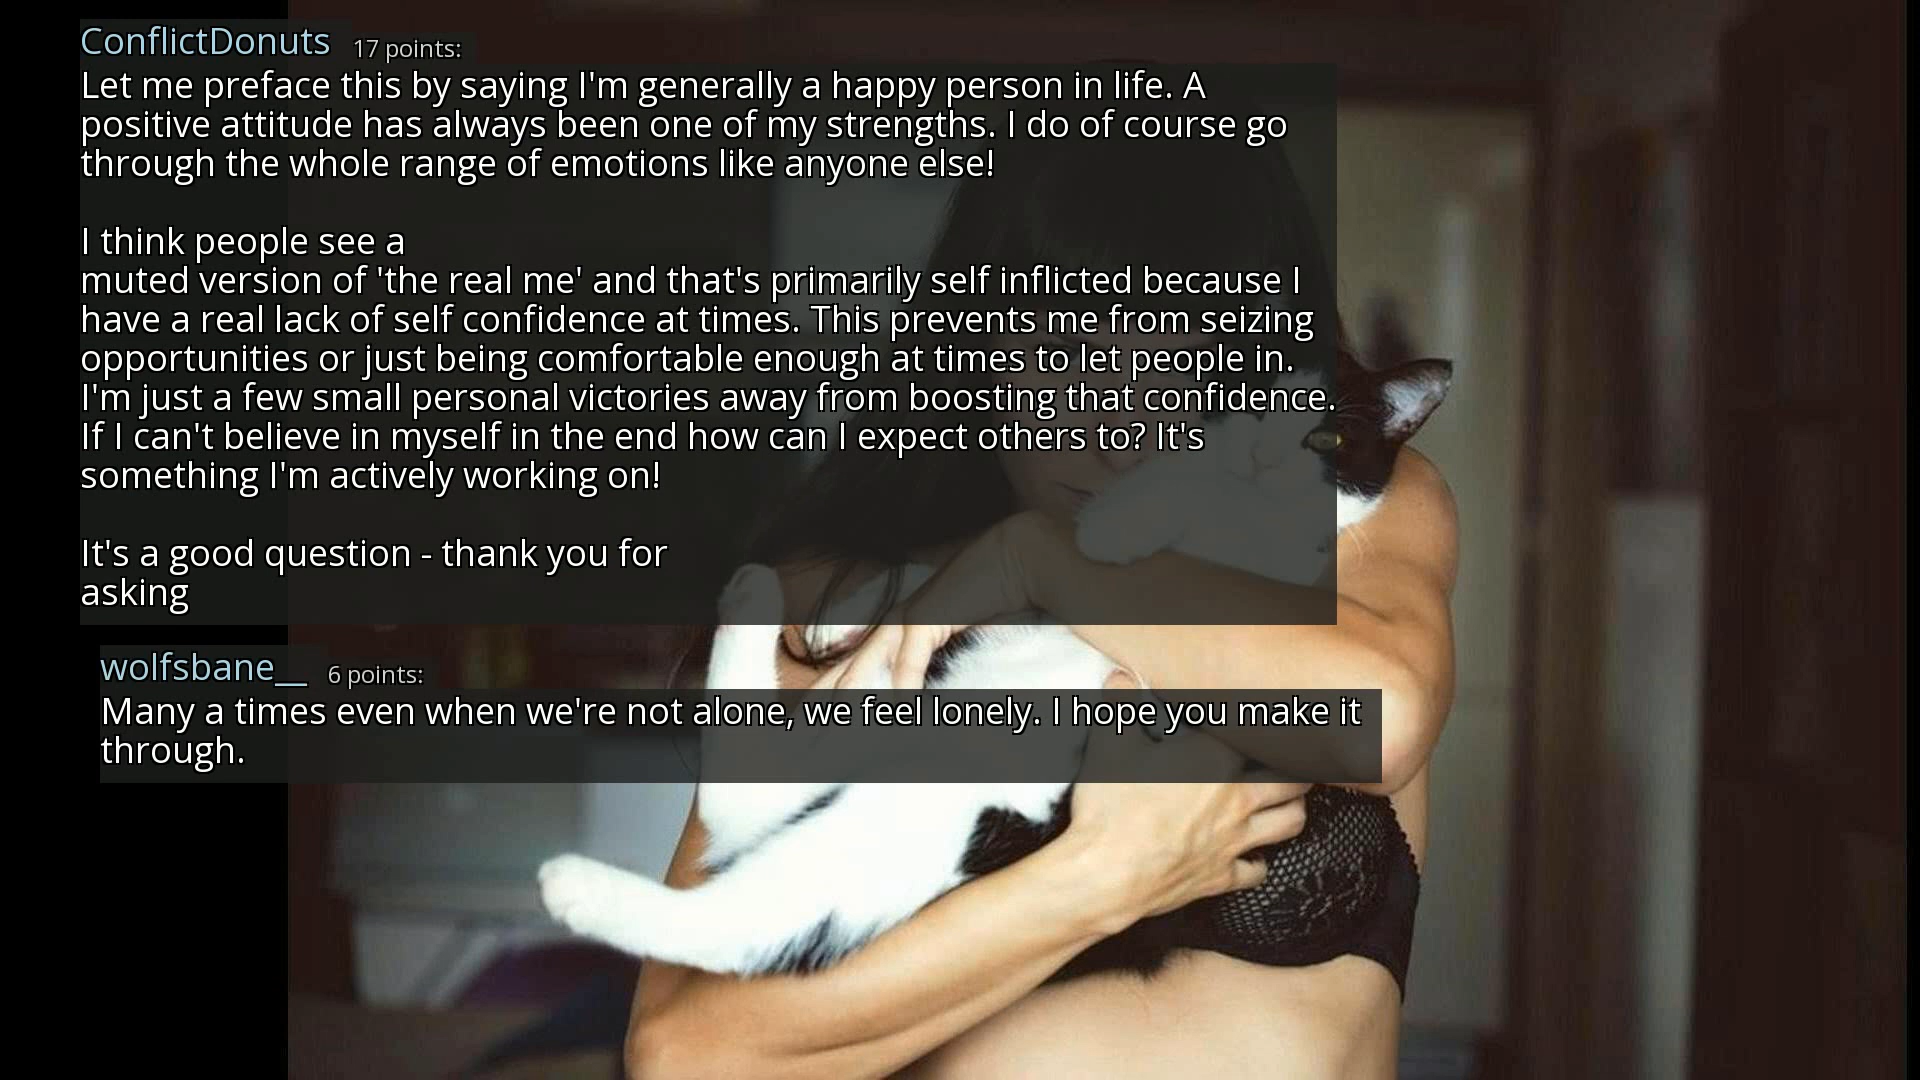 ConflictDonuts 17 points:
Let me preface this by saying I'm generally a happy person in life. A
positive attitude has always been one of my strengths. I do of course go
through the whole range of emotions like anyone else!
I think people see a
muted version of 'the real me' and that's primarily self inflicted because I
have a real lack of self confidence at times. This prevents me from seizing
opportunities or just being comfortable enough at times to let people in.
I'm just a few small personal victories away from boosting that confidence.
If I can't believe in myself in the end how can I expect others to? It's
something I'm actively working on!
It's a good question - thank you for
asking
wolfsbane__ 6 points:
Many a times even when we're not alone, we feel lonely. I hope you make it
through.